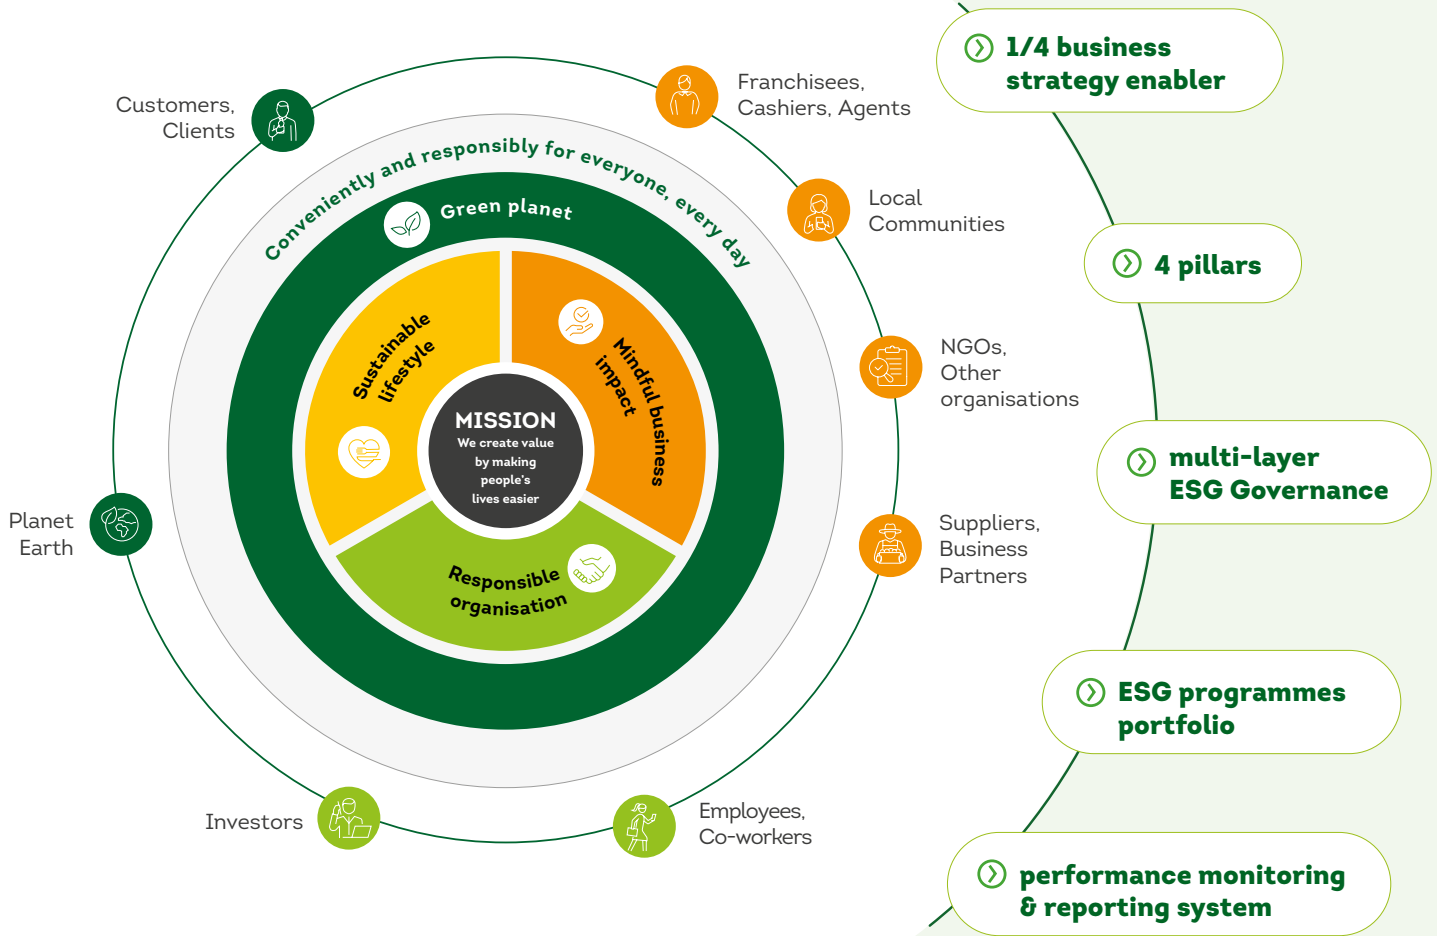 Customers,
Clients
Franchisees,
Cashiers, Agents
Local
Communities
NGOs,
Other
organisations
Suppliers,
Business
Partners
Employees,
Co-workers
Investors
Planet
Earth
Conveniently and responsibly for everyone, every day
Green planet
Sustainable
lifestyle
Mindful business
impact
Responsible
organisation
MISSION
We create value
by making
people's
lives easier
1/4 business
strategy enabler
4 pillars
multi-layer
ESG Governance
ESG programmes
portfolio
performance monitoring
& reporting system